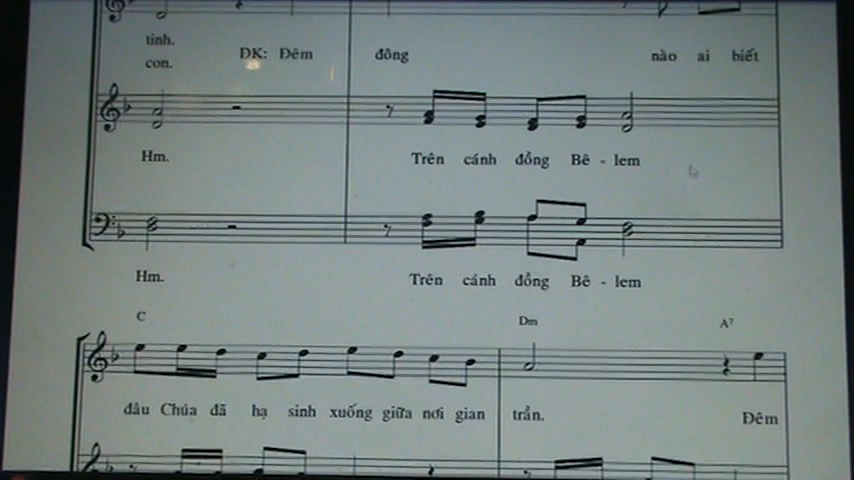 tinh.
con. ĐK: Đêm đông nào ai biết
Hm. Trên cánh đồng Bê - lem
Hm. Trên cánh đồng Bê - lem
C Dm A7
đâu Chúa đã hạ sinh xuống giữa nơi gian trần. Đêm